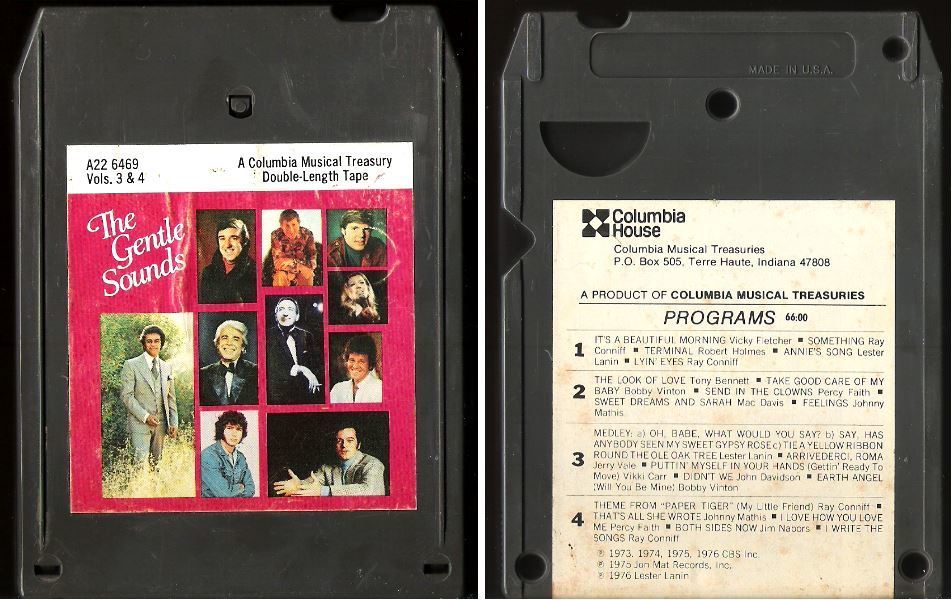 A22 6469
Vols. 3 & 4
A Columbia Musical Treasury
Double-Length Tape
The
Gentle
Sounds
MADE IN U.S.A.
Columbia
House
Columbia Musical Treasuries
P.O. Box 505, Terre Haute, Indiana 47808
A PRODUCT OF COLUMBIA MUSICAL TREASURIES
PROGRAMS 66:00
1 IT'S A BEAUTIFUL MORNING Vicky Fletcher ■ SOMETHING Ray
Conniff ■ TERMINAL Robert Holmes ■ ANNIE'S SONG Lester
Lanin ■ LYIN' EYES Ray Conniff
2 THE LOOK OF LOVE Tony Bennett ■ TAKE GOOD CARE OF MY
BABY Bobby Vinton ■ SEND IN THE CLOWNS Percy Faith ■
SWEET DREAMS AND SARAH Mac Davis ■ FEELINGS Johnny
Mathis
3 MEDLEY: a) OH, BABE, WHAT WOULD YOU SAY? b) SAY, HAS
ANYBODY SEEN MY SWEET GYPSY ROSE c) TIE A YELLOW RIBBON
ROUND THE OLE OAK TREE Lester Lanin ■ ARRIVEDERCI, ROMA
Jerry Vale ■ PUTTIN' MYSELF IN YOUR HANDS (Gettin' Ready To
Move) Vikki Carr ■ DIDN'T WE John Davidson ■ EARTH ANGEL
(Will You Be Mine) Bobby Vinton
4 THEME FROM "PAPER TIGER" (My Little Friend) Ray Conniff ■
THAT'S ALL SHE WROTE Johnny Mathis ■ I LOVE HOW YOU LOVE
ME Percy Faith ■ BOTH SIDES NOW Jim Nabors ■ I WRITE THE
SONGS Ray Conniff
℗ 1973, 1974, 1975, 1976 CBS Inc.
℗ 1975 Jon Mat Records, Inc.
℗ 1976 Lester Lanin